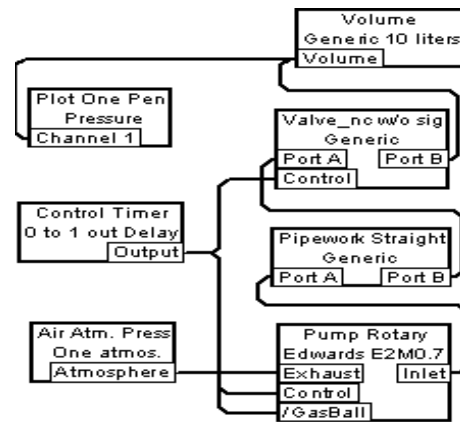 Volume
Generic 10 liters
Volume
Plot One Pen
Pressure
Channel 1
Valve_nc w/o sig
Generic
Port A Port B
Control
Control Timer
0 to 1 out Delay
Output
Pipework Straight
Generic
Port A Port B
Air Atm. Press
One atmos.
Atmosphere
Pump Rotary
Edwards E2M0.7
Exhaust Inlet
Control
/GasBall